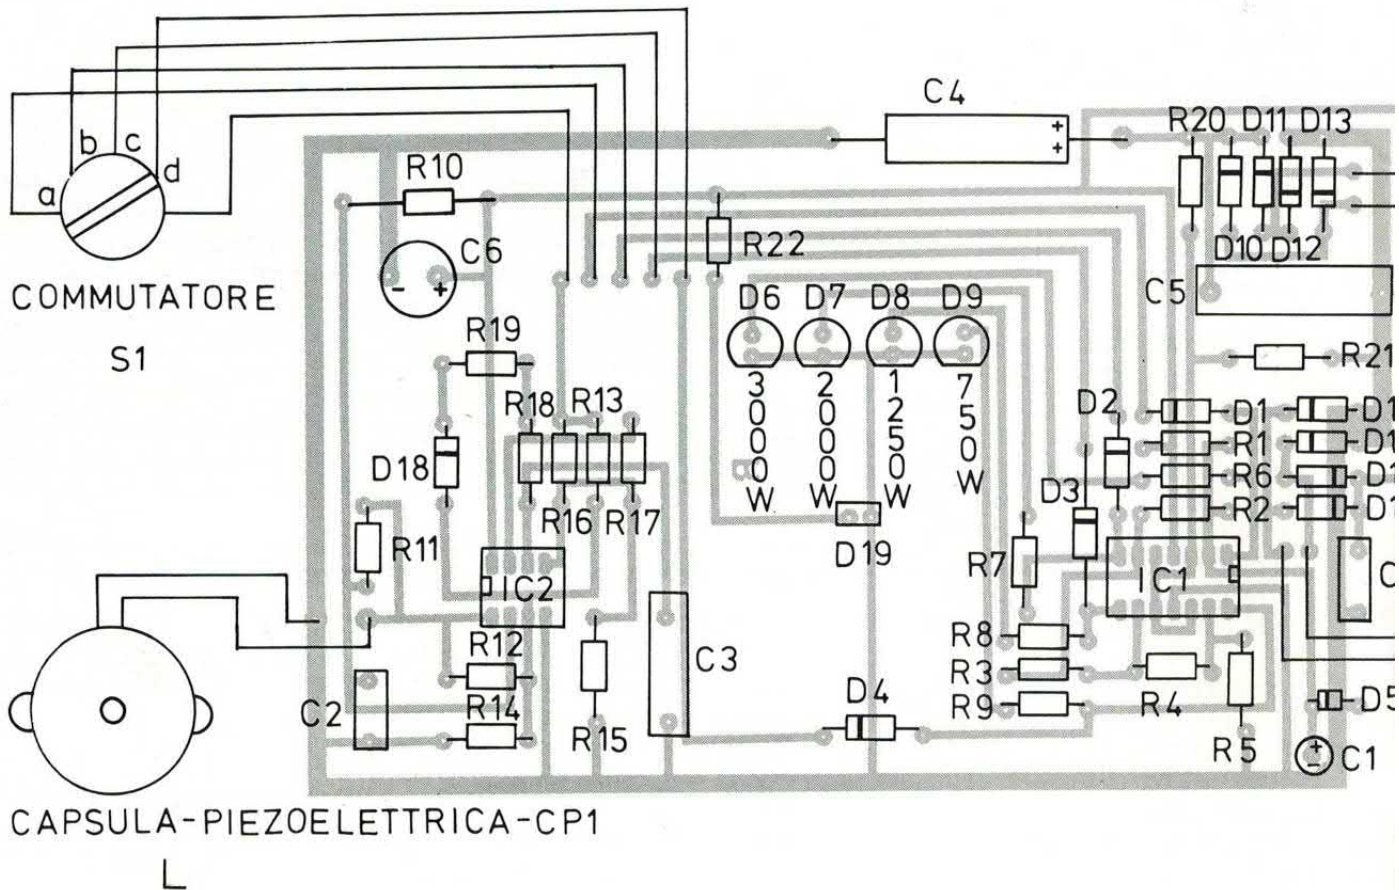 C4
R20 D11 D13
b c
a d
R10
R22
C6
- +
+
+
D10 D12
C5
COMMUTATORE
S1
D6 D7 D8 D9
3000W
2000W
1250W
750W
R19
R21
R18 R13
D2
D1
R1
R6
R2
D18
D3
R16 R17
R11
D19
R7
IC2
IC1
R8
R12
C3
R3
R4
D4
C2
R14
R9
D5
R15
R5
+
-
C1
CAPSULA-PIEZOELETTRICA-CP1
L